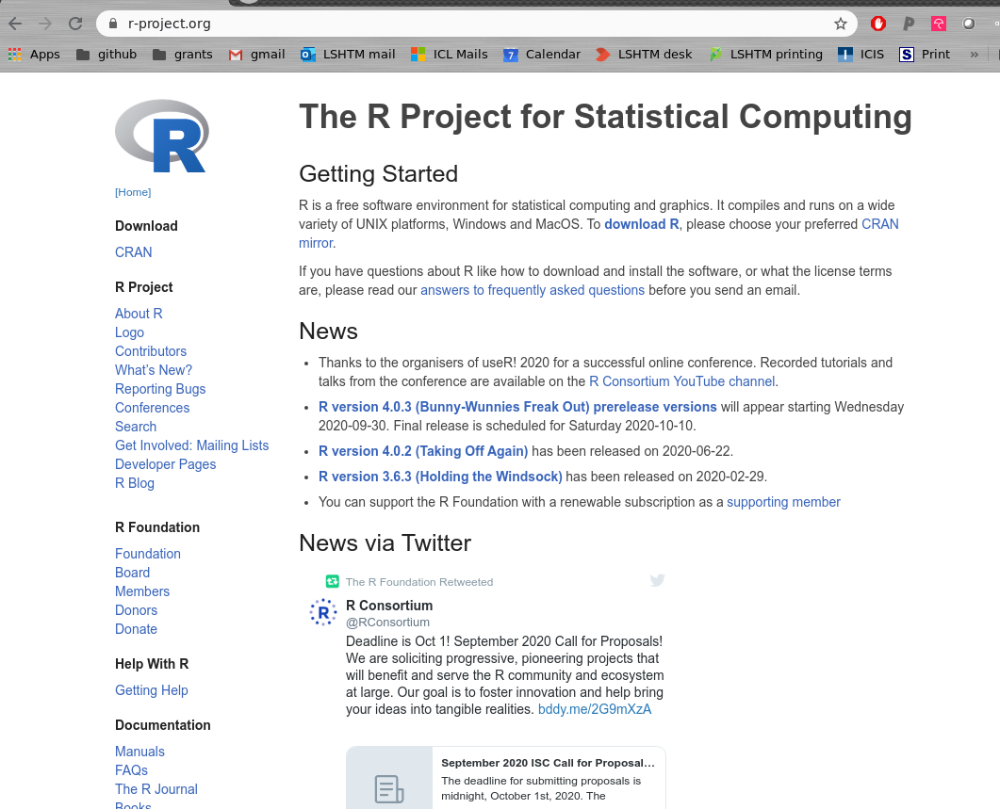 r-project.org
Apps github grants gmail LSHTM mail ICL Mails 7 Calendar LSHTM desk LSHTM printing ICIS S Print »
R
[Home]
Download
CRAN
R Project
About R
Logo
Contributors
What's New?
Reporting Bugs
Conferences
Search
Get Involved: Mailing Lists
Developer Pages
R Blog
R Foundation
Foundation
Board
Members
Donors
Donate
Help With R
Getting Help
Documentation
Manuals
FAQs
The R Journal
Books
The R Project for Statistical Computing
Getting Started
R is a free software environment for statistical computing and graphics. It compiles and runs on a wide
variety of UNIX platforms, Windows and MacOS. To download R, please choose your preferred CRAN
mirror.
If you have questions about R like how to download and install the software, or what the license terms
are, please read our answers to frequently asked questions before you send an email.
News
• Thanks to the organisers of useR! 2020 for a successful online conference. Recorded tutorials and
talks from the conference are available on the R Consortium YouTube channel.
• R version 4.0.3 (Bunny-Wunnies Freak Out) prerelease versions will appear starting Wednesday
2020-09-30. Final release is scheduled for Saturday 2020-10-10.
• R version 4.0.2 (Taking Off Again) has been released on 2020-06-22.
• R version 3.6.3 (Holding the Windsock) has been released on 2020-02-29.
• You can support the R Foundation with a renewable subscription as a supporting member
News via Twitter
The R Foundation Retweeted
R
R Consortium
@RConsortium
Deadline is Oct 1! September 2020 Call for Proposals!
We are soliciting progressive, pioneering projects that
will benefit and serve the R community and ecosystem
at large. Our goal is to foster innovation and help bring
your ideas into tangible realities. bddy.me/2G9mXzA
September 2020 ISC Call for Proposal…
The deadline for submitting proposals is
midnight, October 1st, 2020. The